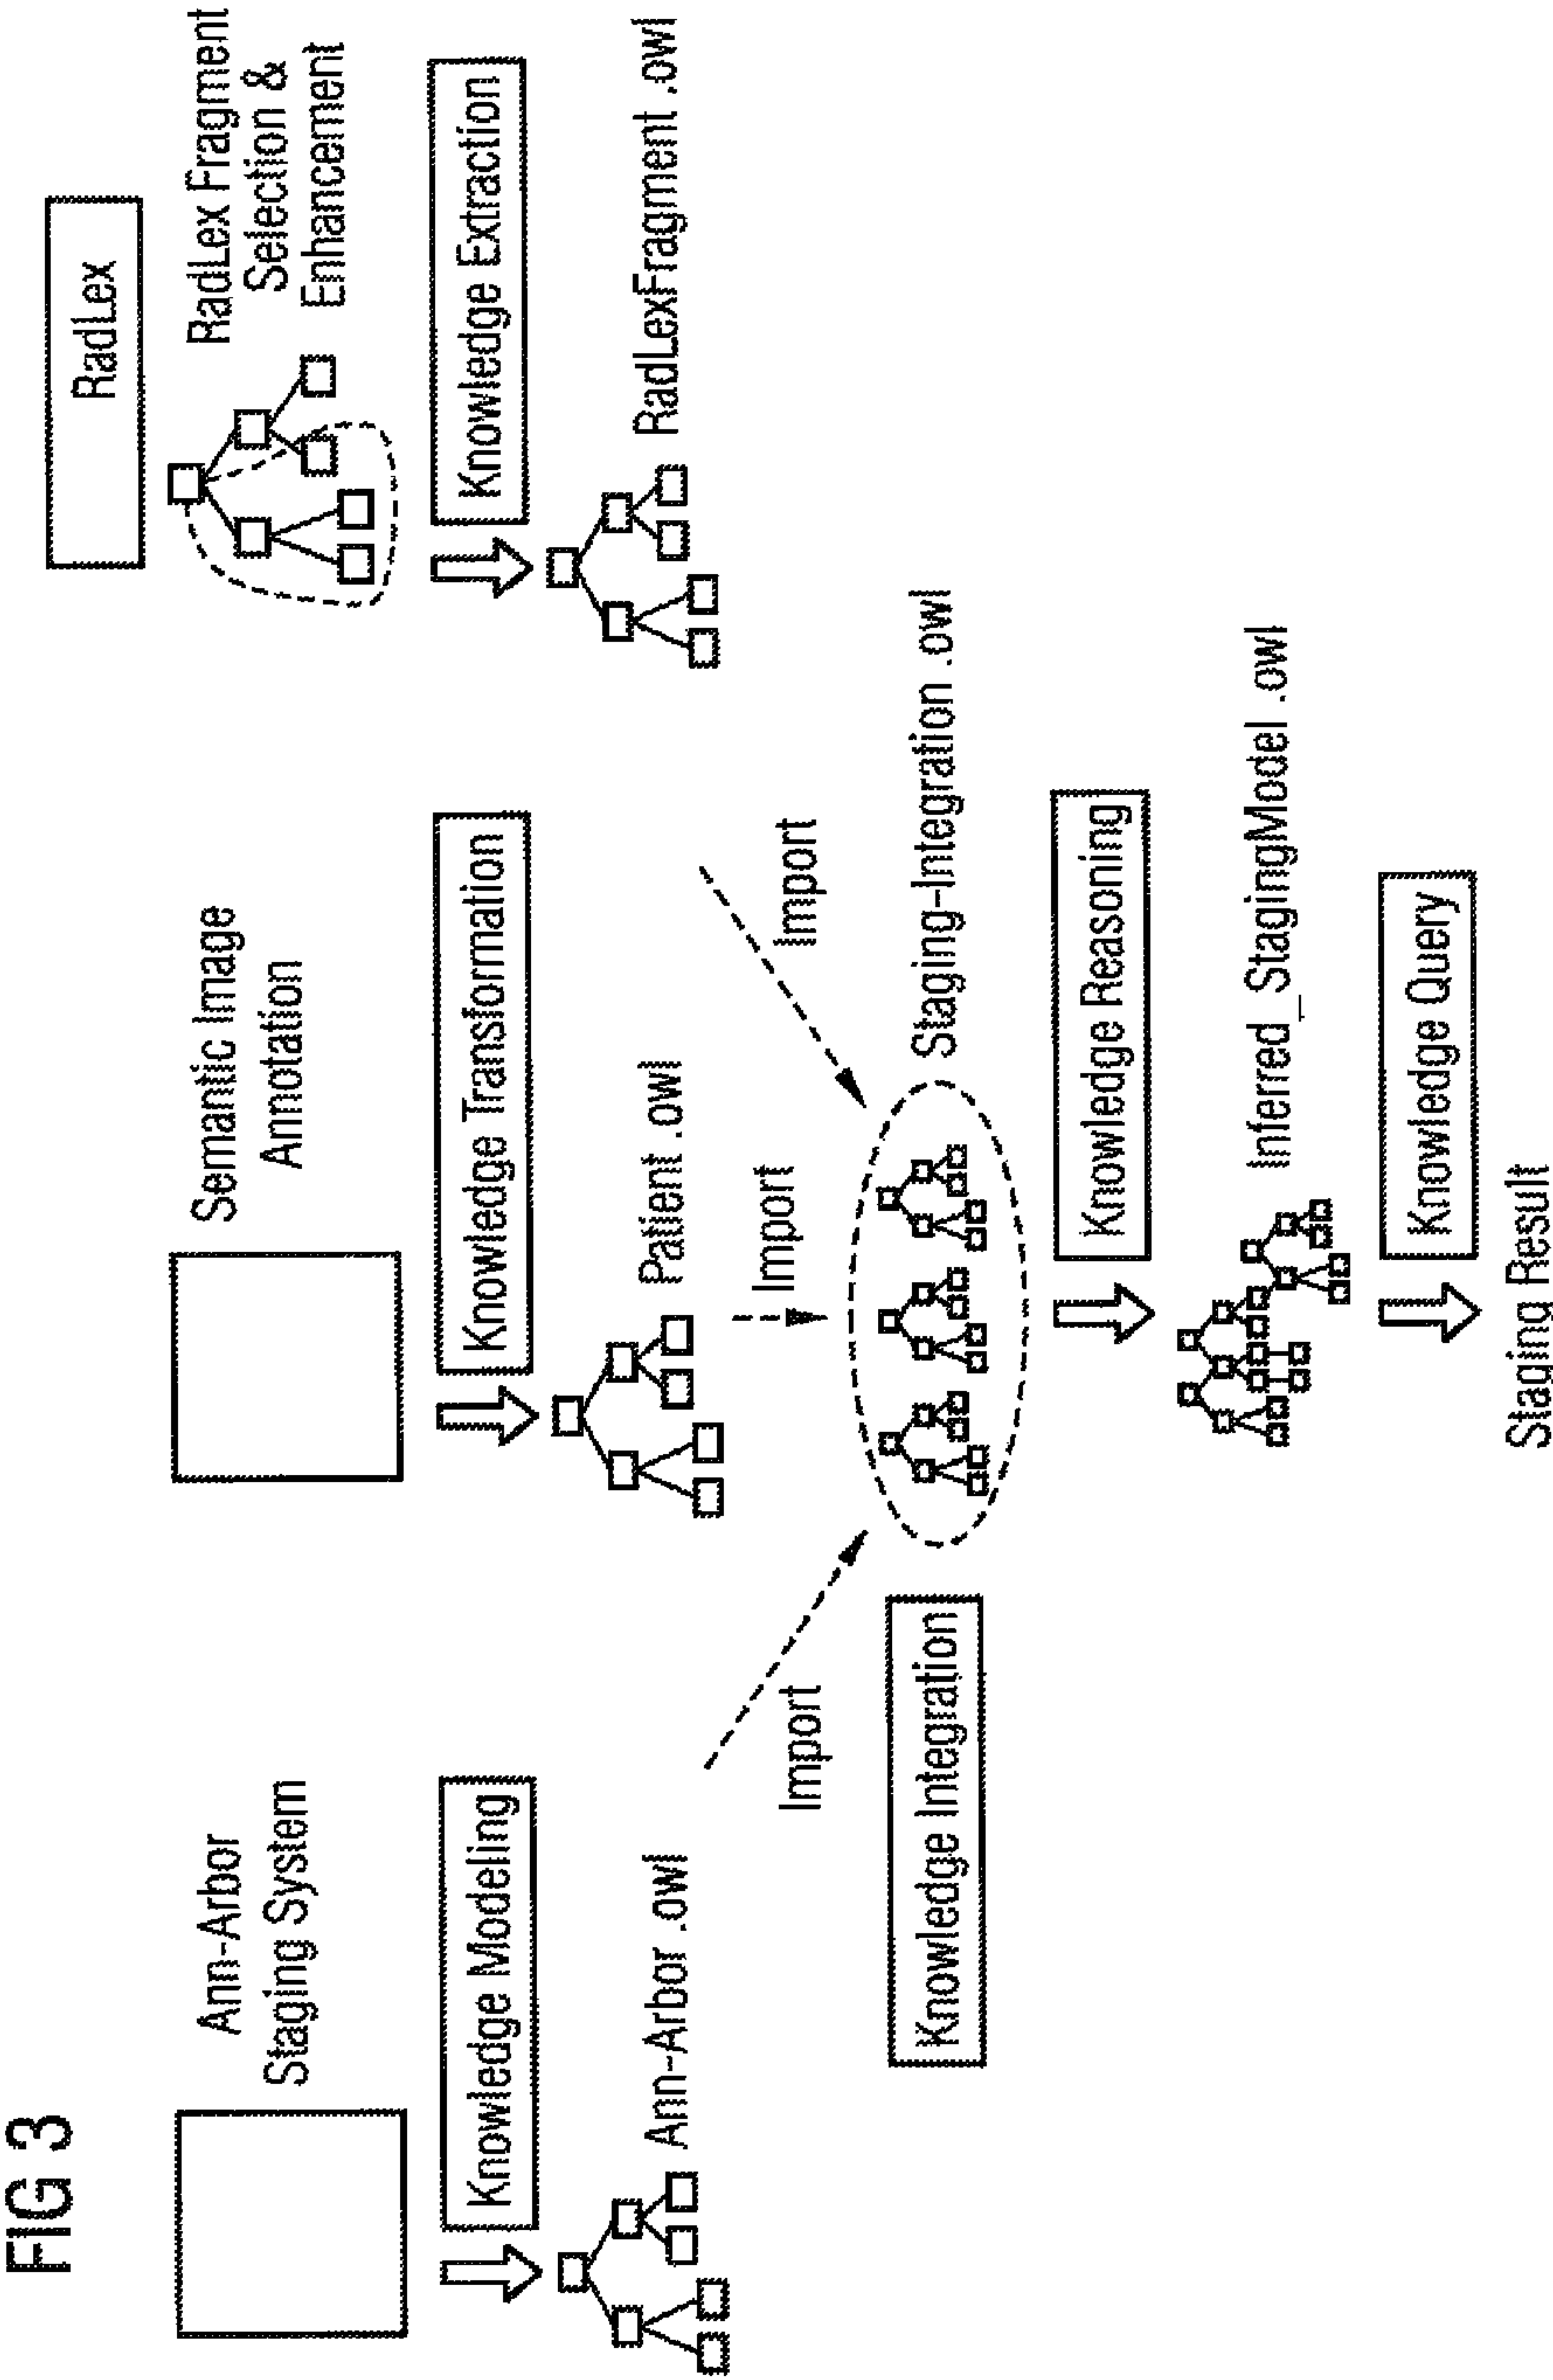 FIG 3
Ann-Arbor
Staging System
Semantic Image
Annotation
RadLex
RadLex Fragment
Selection &
Enhancement
Knowledge Modeling
Knowledge Transformation
Knowledge Extraction
Ann-Arbor .owl
Patient .owl
RadLexFragment .owl
Import
Import
Import
Knowledge Integration
Staging-Integration .owl
Knowledge Reasoning
Inferred_StagingModel .owl
Knowledge Query
Staging Result